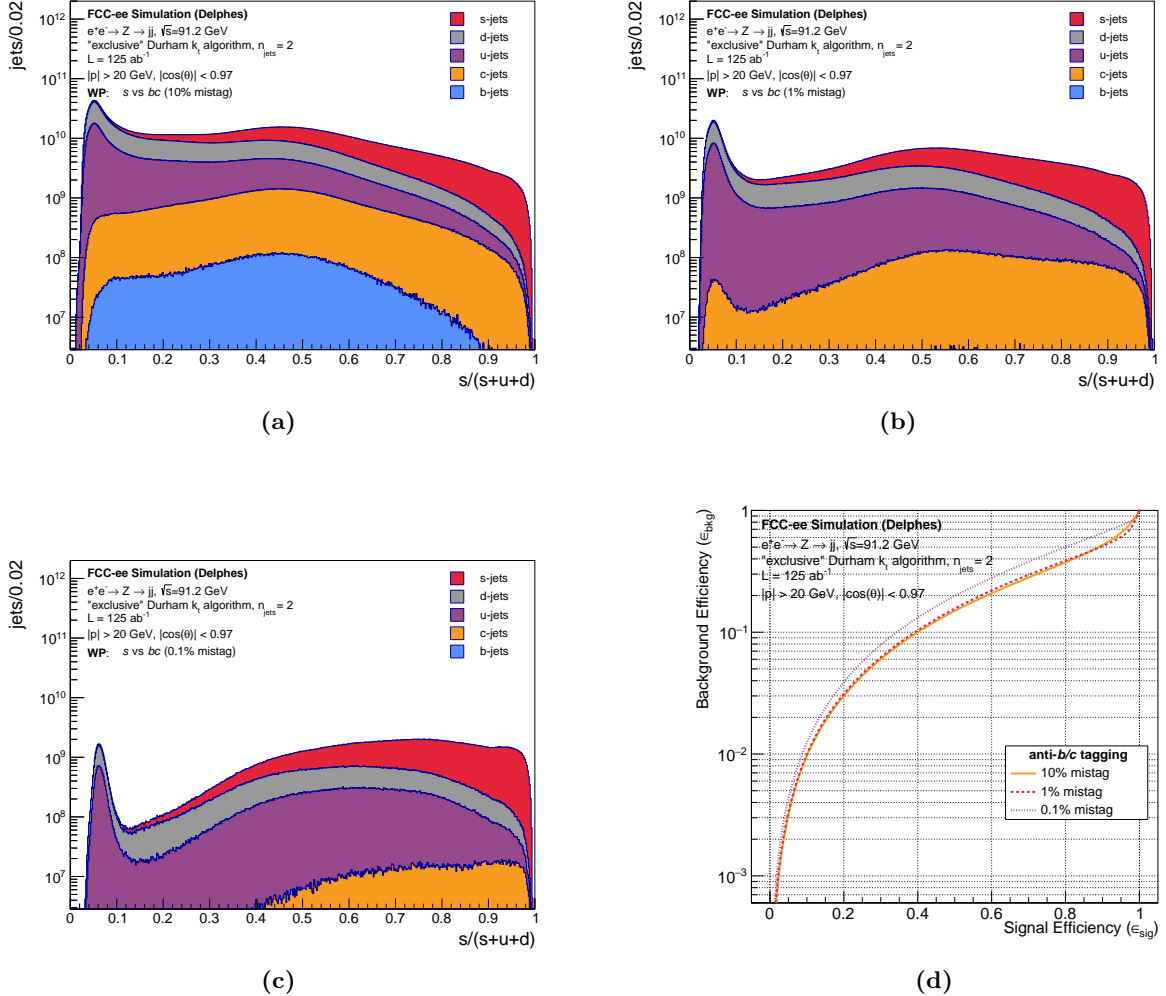 FCC-ee Simulation (Delphes)
e⁺e⁻→ Z → jj, √s=91.2 GeV
"exclusive" Durham kt algorithm, n jets = 2
L = 125 ab⁻¹
|p| > 20 GeV, |cos(θ)| < 0.97
WP: s vs bc (10% mistag)
s-jets
d-jets
u-jets
c-jets
b-jets
jets/0.02
10¹²
10¹¹
10¹⁰
10⁹
10⁸
10⁷
0 0.1 0.2 0.3 0.4 0.5 0.6 0.7 0.8 0.9 1
s/(s+u+d)
(a)
FCC-ee Simulation (Delphes)
e⁺e⁻→ Z → jj, √s=91.2 GeV
"exclusive" Durham kt algorithm, n jets = 2
L = 125 ab⁻¹
|p| > 20 GeV, |cos(θ)| < 0.97
WP: s vs bc (1% mistag)
s-jets
d-jets
u-jets
c-jets
b-jets
jets/0.02
10¹²
10¹¹
10¹⁰
10⁹
10⁸
10⁷
0 0.1 0.2 0.3 0.4 0.5 0.6 0.7 0.8 0.9 1
s/(s+u+d)
(b)
FCC-ee Simulation (Delphes)
e⁺e⁻→ Z → jj, √s=91.2 GeV
"exclusive" Durham kt algorithm, n jets = 2
L = 125 ab⁻¹
|p| > 20 GeV, |cos(θ)| < 0.97
WP: s vs bc (0.1% mistag)
s-jets
d-jets
u-jets
c-jets
b-jets
jets/0.02
10¹²
10¹¹
10¹⁰
10⁹
10⁸
10⁷
0 0.1 0.2 0.3 0.4 0.5 0.6 0.7 0.8 0.9 1
s/(s+u+d)
(c)
FCC-ee Simulation (Delphes)
e⁺e⁻→ Z → jj, √s=91.2 GeV
"exclusive" Durham kt algorithm, n jets = 2
L = 125 ab⁻¹
|p| > 20 GeV, |cos(θ)| < 0.97
Background Efficiency (ϵbkg)
1
10⁻¹
10⁻²
10⁻³
anti-b/c tagging
10% mistag
1% mistag
0.1% mistag
0 0.2 0.4 0.6 0.8 1
Signal Efficiency (ϵsig)
(d)